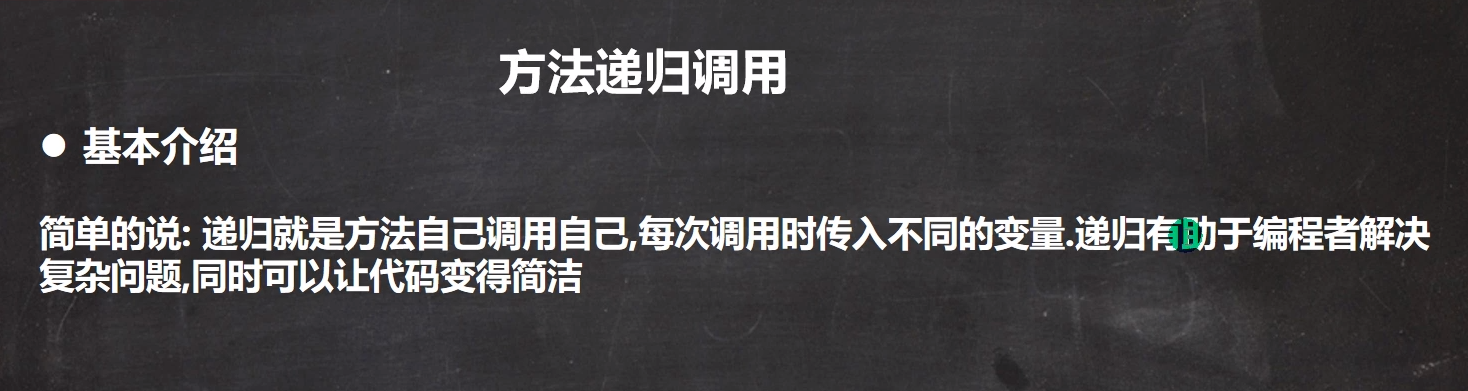 方法递归调用
● 基本介绍
简单的说: 递归就是方法自己调用自己,每次调用时传入不同的变量.递归有助于编程者解决
复杂问题,同时可以让代码变得简洁